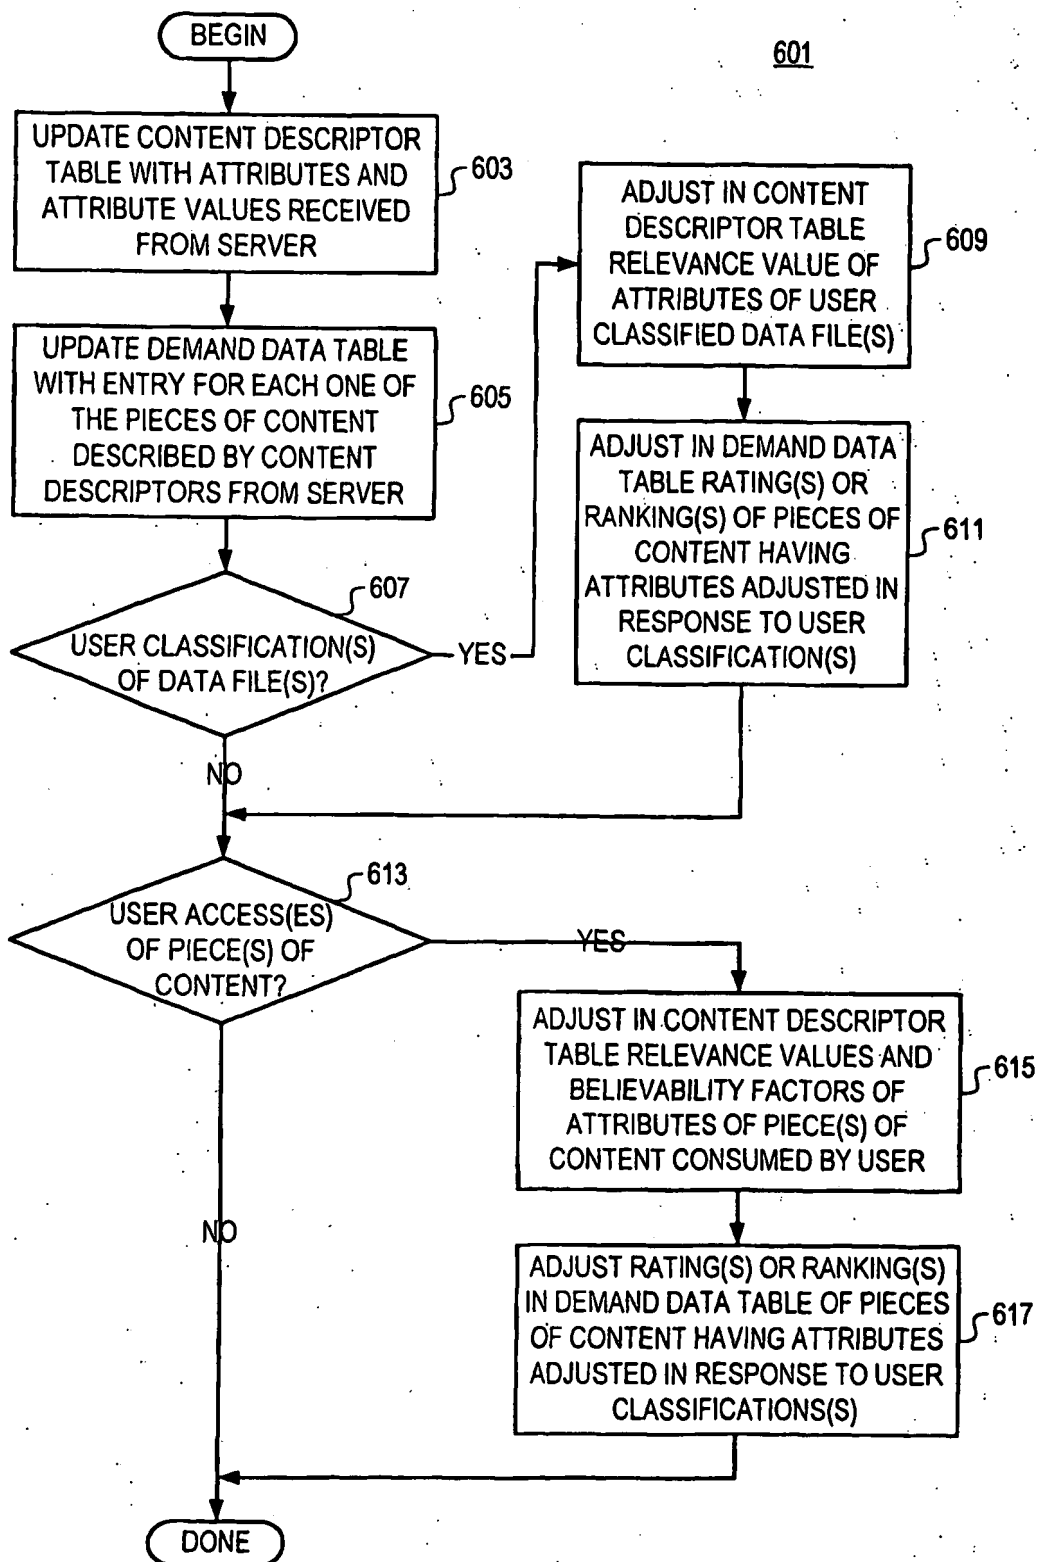 BEGIN
601
UPDATE CONTENT DESCRIPTOR
TABLE WITH ATTRIBUTES AND
ATTRIBUTE VALUES RECEIVED
FROM SERVER
603
UPDATE DEMAND DATA TABLE
WITH ENTRY FOR EACH ONE OF
THE PIECES OF CONTENT
DESCRIBED BY CONTENT
DESCRIPTORS FROM SERVER
605
607
USER CLASSIFICATION(S)
OF DATA FILE(S)?
YES
NO
ADJUST IN CONTENT
DESCRIPTOR TABLE
RELEVANCE VALUE OF
ATTRIBUTES OF USER
CLASSIFIED DATA FILE(S)
609
ADJUST IN DEMAND DATA
TABLE RATING(S) OR
RANKING(S) OF PIECES OF
CONTENT HAVING
ATTRIBUTES ADJUSTED IN
RESPONSE TO USER
CLASSIFICATION(S)
611
613
USER ACCESS(ES)
OF PIECE(S) OF
CONTENT?
YES
NO
ADJUST IN CONTENT DESCRIPTOR
TABLE RELEVANCE VALUES AND
BELIEVABILITY FACTORS OF
ATTRIBUTES OF PIECE(S) OF
CONTENT CONSUMED BY USER
615
ADJUST RATING(S) OR RANKING(S)
IN DEMAND DATA TABLE OF PIECES
OF CONTENT HAVING ATTRIBUTES
ADJUSTED IN RESPONSE TO USER
CLASSIFICATIONS(S)
617
DONE